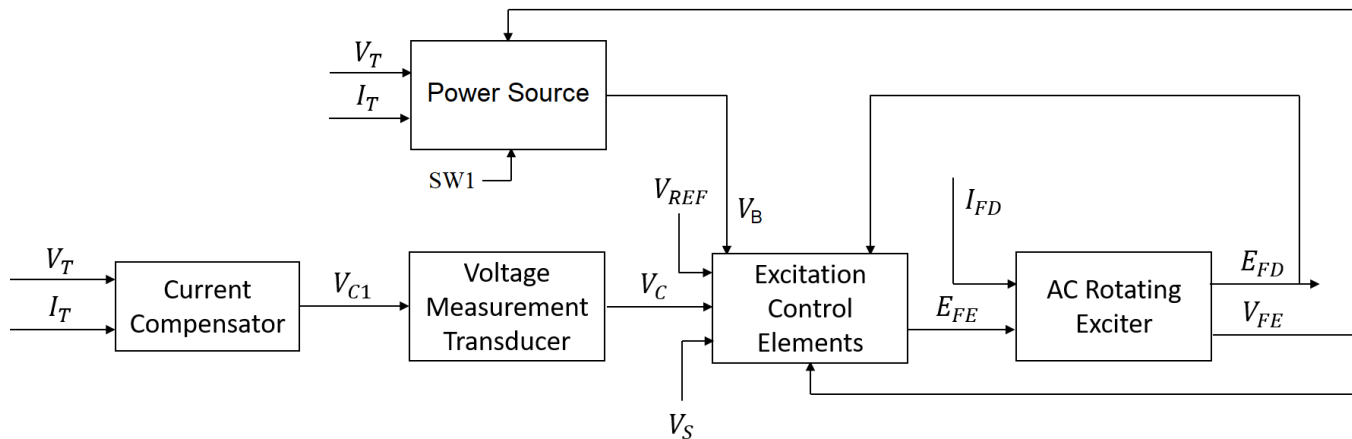 V_T
I_T
Power Source
SW1
V_REF
V_B
I_FD
V_T
I_T
Current
Compensator
V_C1
Voltage
Measurement
Transducer
V_C
V_S
Excitation
Control
Elements
E_FE
AC Rotating
Exciter
E_FD
V_FE